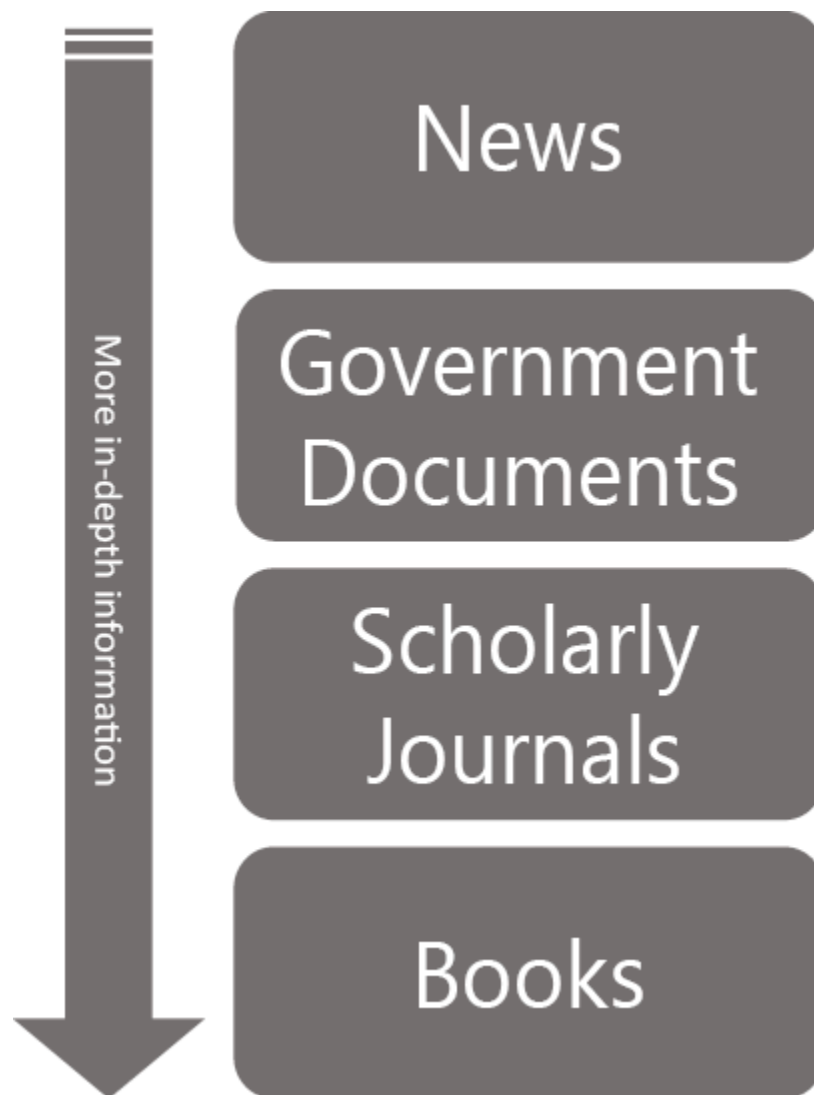 News
Government
Documents
Scholarly
Journals
Books
More in-depth information